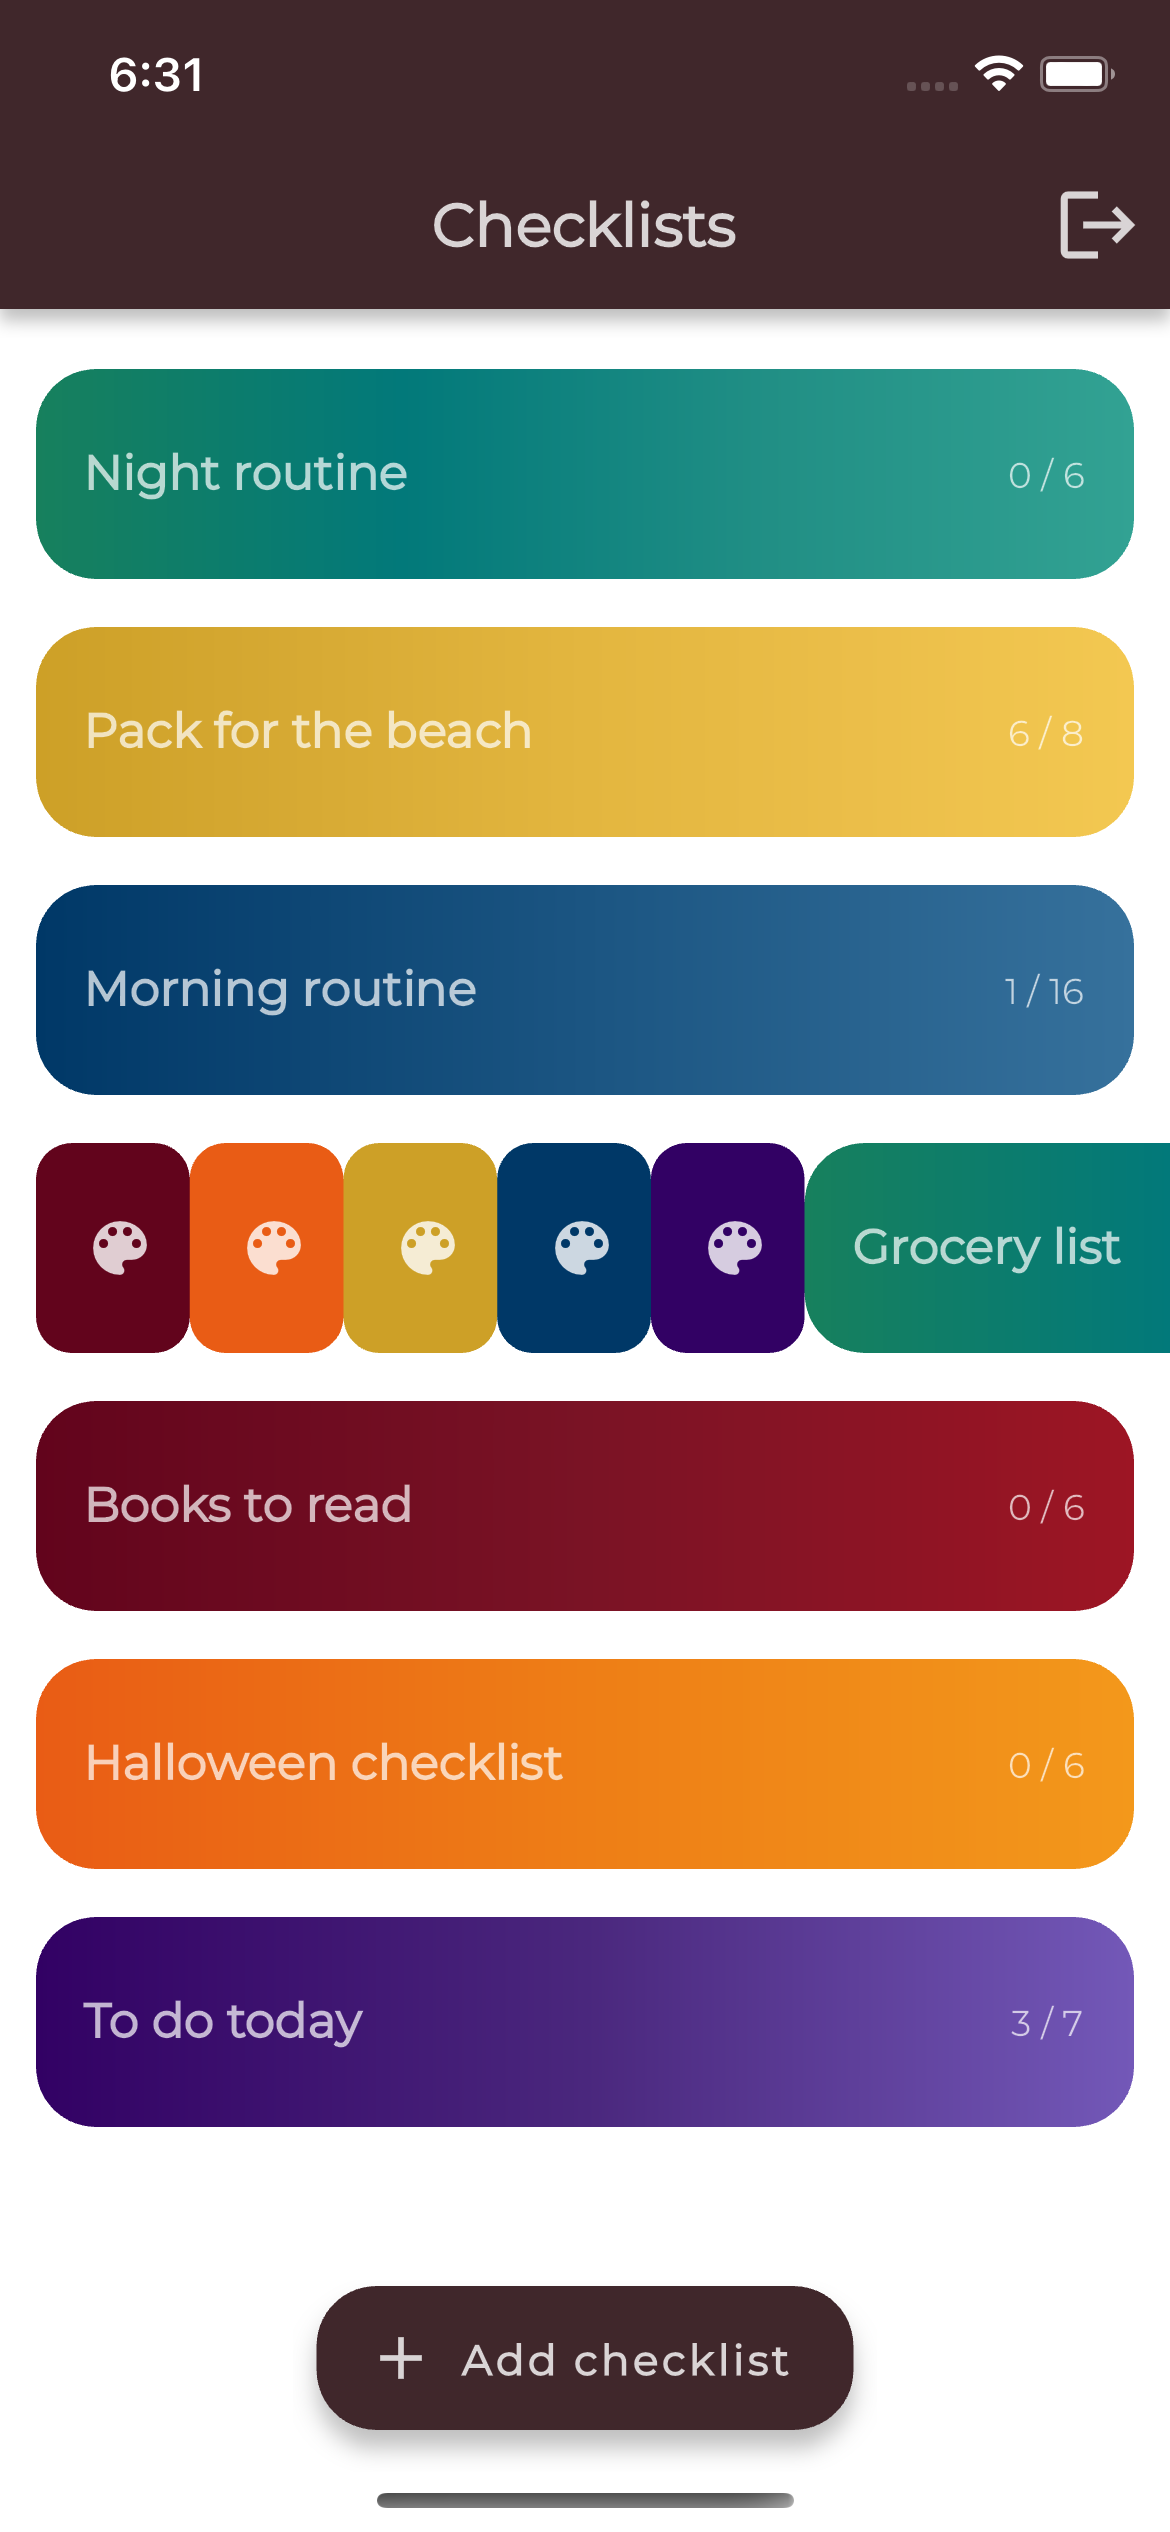 6:31
Checklists
Night routine 0 / 6
Pack for the beach 6 / 8
Morning routine 1 / 16
Grocery list
Books to read 0 / 6
Halloween checklist 0 / 6
To do today 3 / 7
+ Add checklist